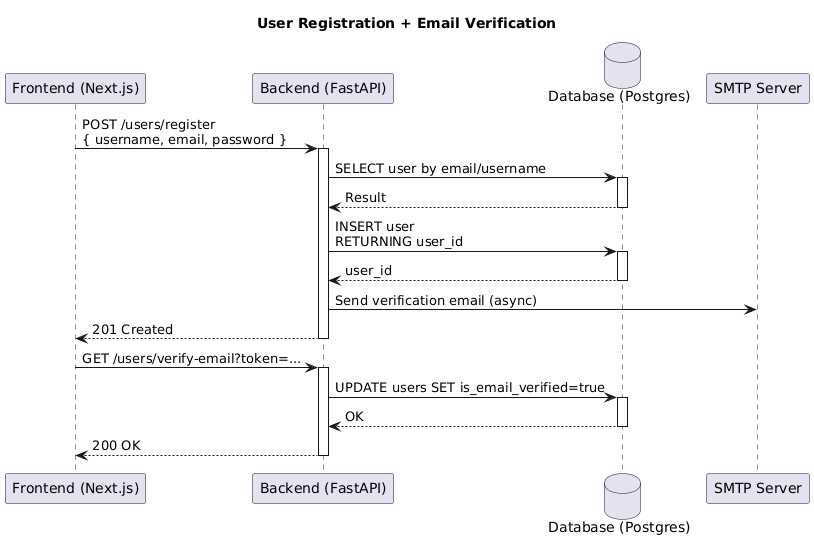 User Registration + Email Verification
Frontend (Next.js)
Backend (FastAPI)
Database (Postgres)
SMTP Server
POST /users/register
{ username, email, password }
SELECT user by email/username
Result
INSERT user
RETURNING user_id
user_id
Send verification email (async)
201 Created
GET /users/verify-email?token=...
UPDATE users SET is_email_verified=true
OK
200 OK
Frontend (Next.js)
Backend (FastAPI)
Database (Postgres)
SMTP Server